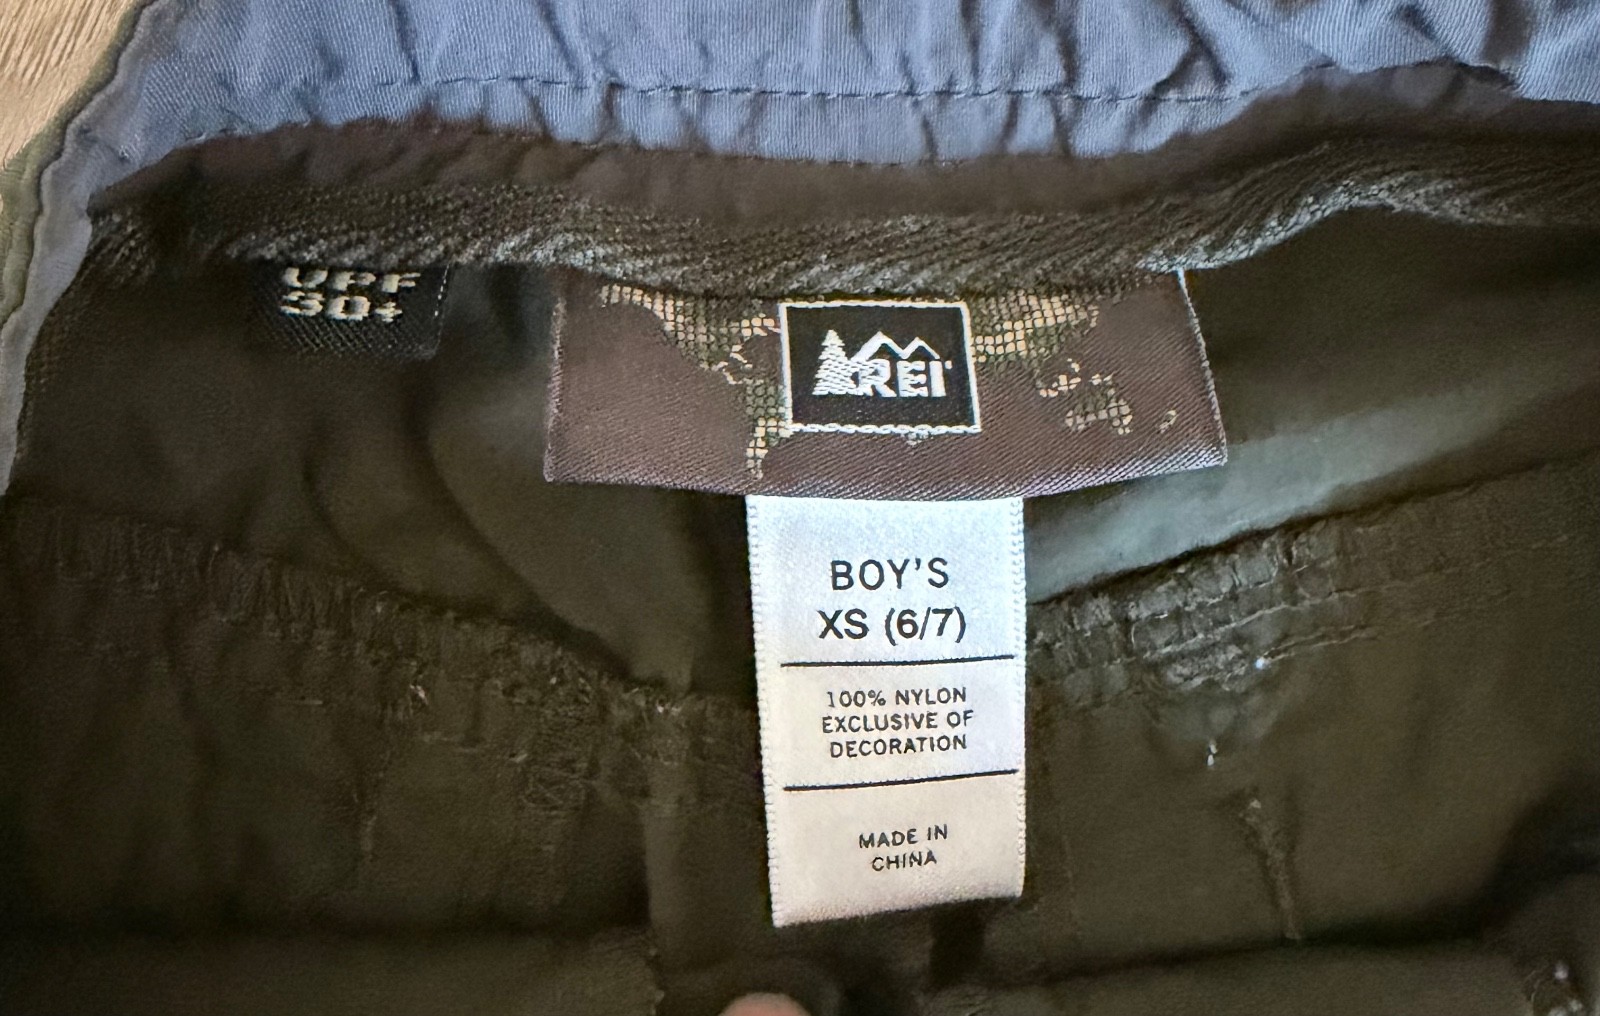 UPF
30+
REI
BOY'S
XS (6/7)
100% NYLON
EXCLUSIVE OF
DECORATION
MADE IN
CHINA